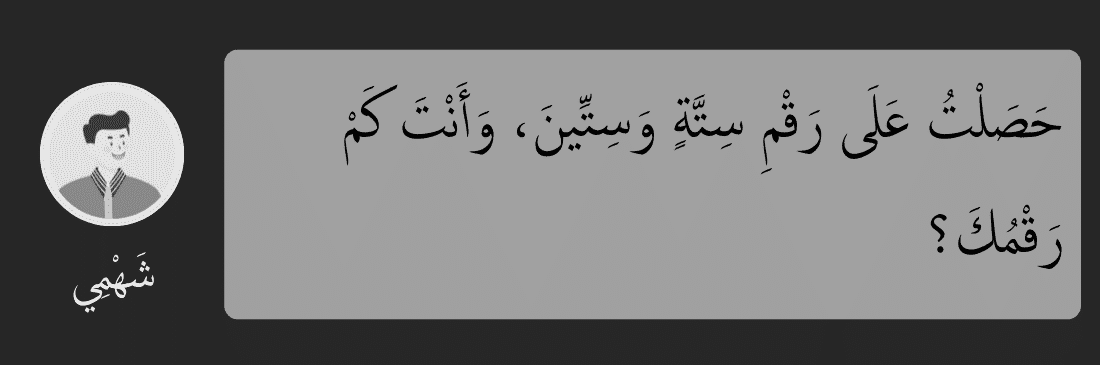 حَصَلْتُ عَلَى رَقْمِ سِتَّةٍ وَسِتِّينَ، وَأَنْتَ كَمْ
رَقْمُكَ؟
شَهْمِي